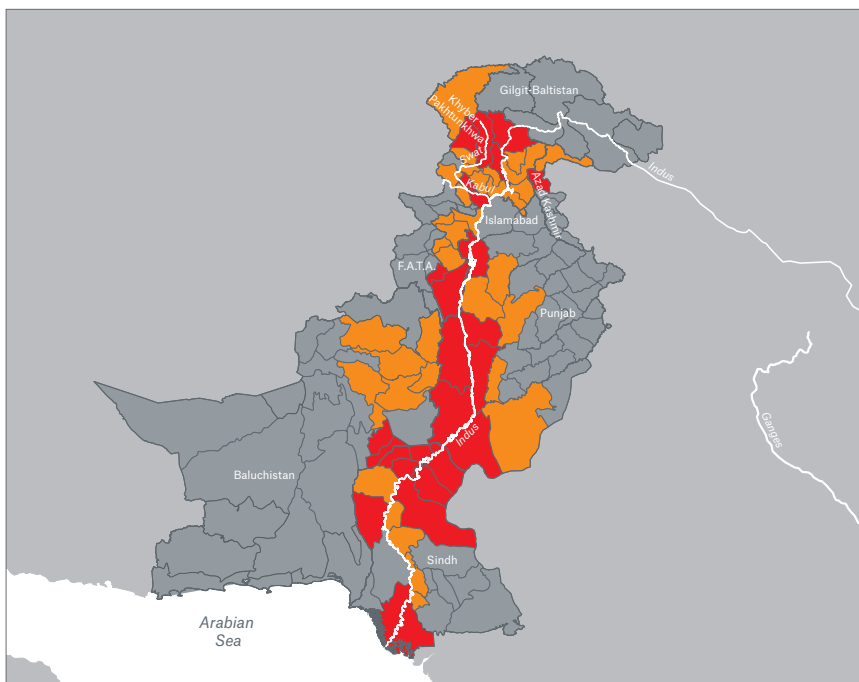 Gilgit-Baltistan
Khyber
Pakhtunkhwa
Swat
Indus
Kabul
Azad Kashmir
Islamabad
F.A.T.A.
Punjab
Ganges
Indus
Baluchistan
Sindh
Arabian
Sea